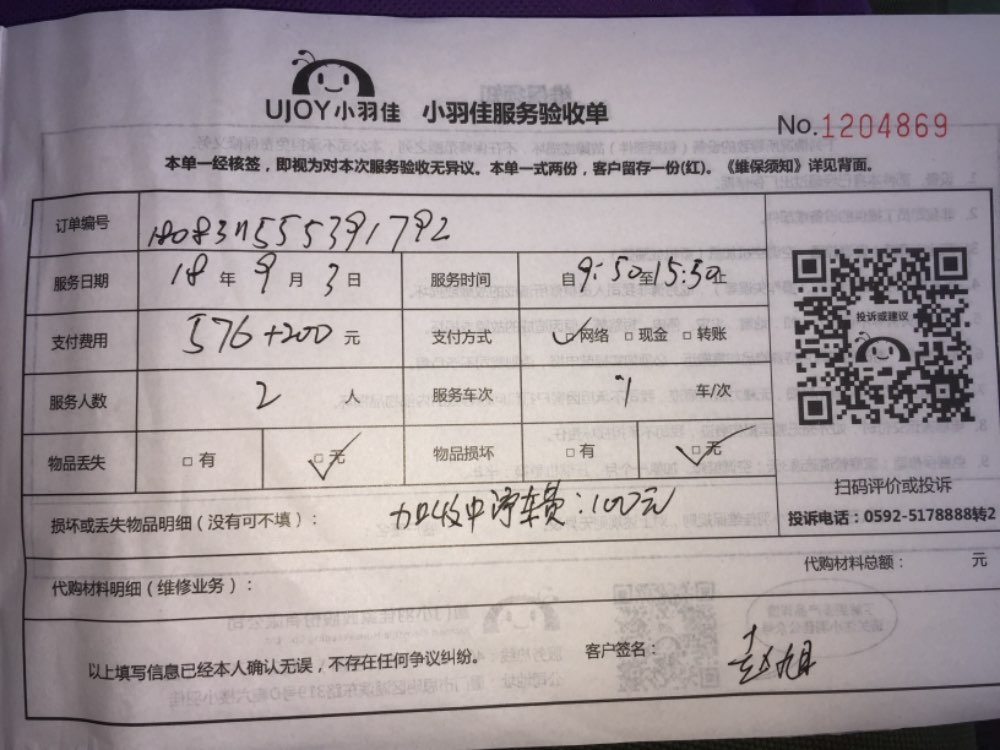 UJOY小羽佳 小羽佳服务验收单
No.1204869
本单一经核签，即视为对本次服务验收无异议。本单一式两份，客户留存一份(红)。《维保须知》详见背面。
订单编号 180831555391792
服务日期 18 年 9 月 3 日 服务时间 自9:50至15:30止
支付费用 576+200 元 支付方式 ☑网络 □现金 □转账
服务人数 2 人 服务车次 1 车/次
物品丢失 □有 ☑无 物品损坏 □有 ☑无
投诉或建议
扫码评价或投诉
投诉电话：0592-5178888转2
损坏或丢失物品明细（没有可不填）： 加收中停车费：100元
代购材料明细（维修业务）： 代购材料总额： 元
以上填写信息已经本人确认无误，不存在任何争议纠纷。 客户签名： 赵旭